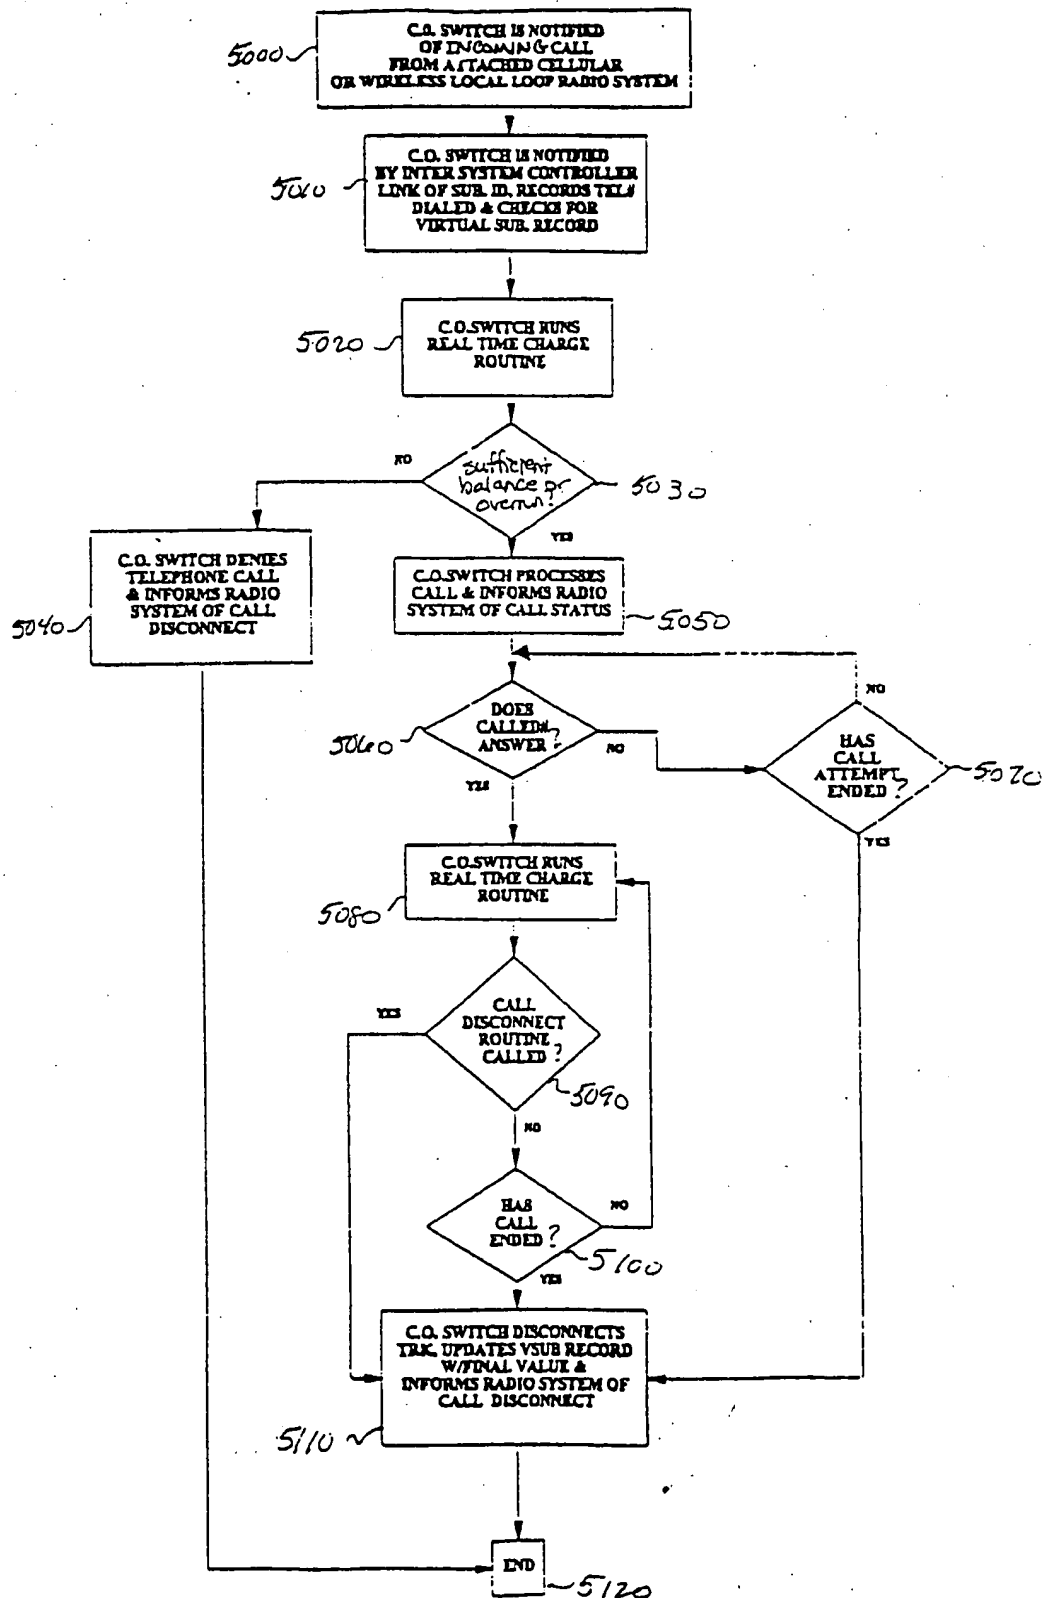 C.O. SWITCH IS NOTIFIED
OF INCOMING CALL
FROM ATTACHED CELLULAR
OR WIRELESS LOCAL LOOP RADIO SYSTEM
5000
C.O. SWITCH IS NOTIFIED
BY INTER SYSTEM CONTROLLER
LINK OF SUB. ID. RECORDS TEL#
DIALED & CHECKS FOR
VIRTUAL SUB. RECORD
5010
C.O.SWITCH RUNS
REAL TIME CHARGE
ROUTINE
5020
sufficient
balance or
overrun?
5030
NO
YES
C.O. SWITCH DENIES
TELEPHONE CALL
& INFORMS RADIO
SYSTEM OF CALL
DISCONNECT
5040
C.O.SWITCH PROCESSES
CALL & INFORMS RADIO
SYSTEM OF CALL STATUS
5050
DOES
CALLED#
ANSWER?
5060
NO
YES
HAS
CALL
ATTEMPT
ENDED?
5070
NO
YES
C.O.SWITCH RUNS
REAL TIME CHARGE
ROUTINE
5080
CALL
DISCONNECT
ROUTINE
CALLED?
5090
YES
NO
HAS
CALL
ENDED?
5100
NO
YES
C.O. SWITCH DISCONNECTS
TRK. UPDATES VSUB RECORD
W/FINAL VALUE &
INFORMS RADIO SYSTEM OF
CALL DISCONNECT
5110
END
5120